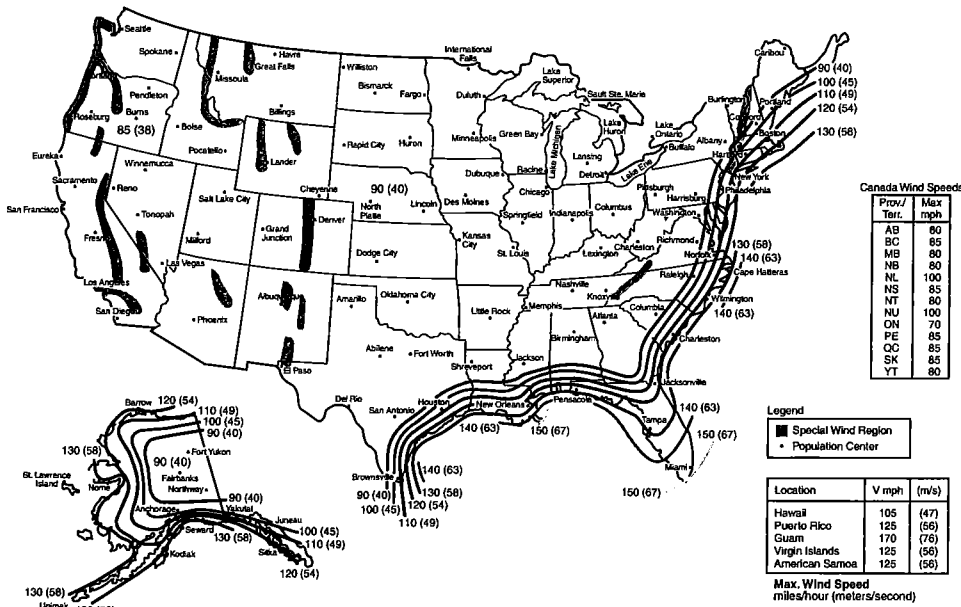 Seattle
Spokane
Havre
Great Falls
Missoula
Williston
International Falls
Bismarck
Fargo
Duluth
Lake Superior
Sault Ste. Marie
Caribou
90 (40)
100 (45)
110 (49)
120 (54)
130 (58)
Pendleton
Roseburg
Burns
85 (38)
Boise
Billings
Minneapolis
Green Bay
Lake Michigan
Lake Huron
Lake Ontario
Buffalo
Burlington
Portland
Concord
Albany
Boston
Hartford
New York
Philadelphia
Eureka
Pocatello
Lander
Rapid City
Huron
Winnemucca
Dubuque
Racine
Lansing
Detroit
Lake Erie
Sacramento
Reno
Salt Lake City
Cheyenne
90 (40)
North Platte
Lincoln
Des Moines
Chicago
Pittsburgh
Harrisburg
San Francisco
Tonopah
Milford
Grand Junction
Denver
Springfield
Indianapolis
Columbus
Washington
Fresno
Las Vegas
Dodge City
Kansas City
St. Louis
Lexington
Charleston
Richmond
Norfolk
130 (58)
140 (63)
Cape Hatteras
Los Angeles
San Diego
Phoenix
Albuquerque
Amarillo
Oklahoma City
Little Rock
Memphis
Nashville
Knoxville
Raleigh
Wilmington
140 (63)
Atlanta
Columbia
Charleston
El Paso
Abilene
Fort Worth
Shreveport
Jackson
Birmingham
Jacksonville
Del Rio
San Antonio
Houston
New Orleans
Pensacola
Tampa
Miami
140 (63)
150 (67)
140 (63)
150 (67)
150 (67)
Brownsville
90 (40)
100 (45)
110 (49)
120 (54)
130 (58)
140 (63)
Barrow
120 (54)
110 (49)
100 (45)
90 (40)
130 (58)
Fort Yukon
90 (40)
Fairbanks
Northway
St. Lawrence Island
Nome
90 (40)
Anchorage
Yakutat
Juneau
100 (45)
110 (49)
Seward
130 (58)
Sitka
120 (54)
Kodiak
130 (58)
Unimak
Canada Wind Speeds
Prov./ Terr. Max mph
AB 80
BC 85
MB 80
NB 80
NL 100
NS 85
NT 80
NU 100
ON 70
PE 85
QC 85
SK 85
YT 80
Legend
Special Wind Region
Population Center
Location V mph (m/s)
Hawaii 105 (47)
Puerto Rico 125 (56)
Guam 170 (76)
Virgin Islands 125 (56)
American Samoa 125 (56)
Max. Wind Speed
miles/hour (meters/second)